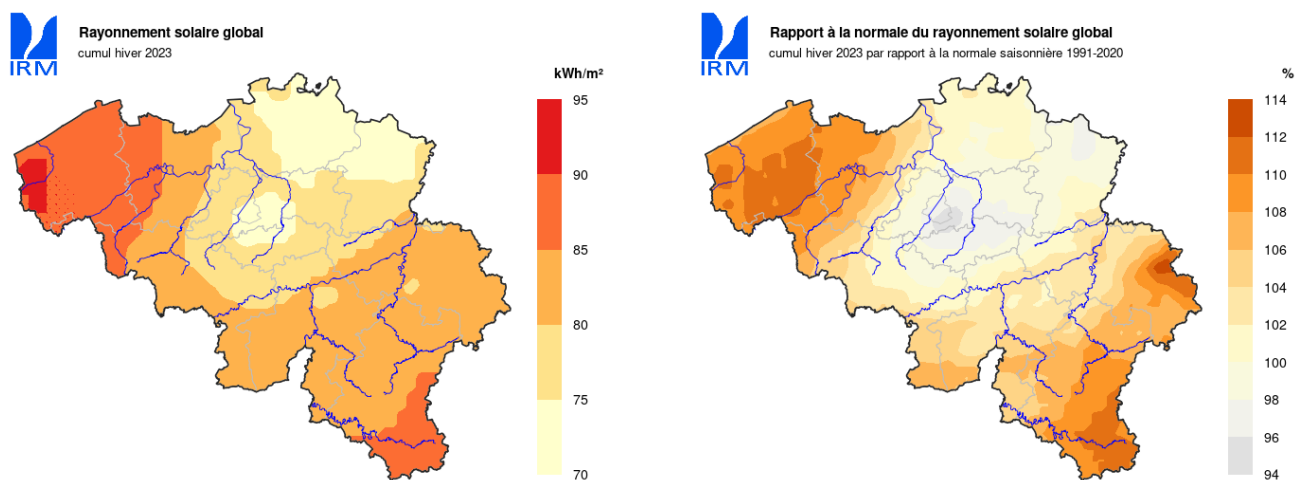 IRM
Rayonnement solaire global
cumul hiver 2023
kWh/m²
95
90
85
80
75
70
IRM
Rapport à la normale du rayonnement solaire global
cumul hiver 2023 par rapport à la normale saisonnière 1991-2020
%
114
112
110
108
106
104
102
100
98
96
94